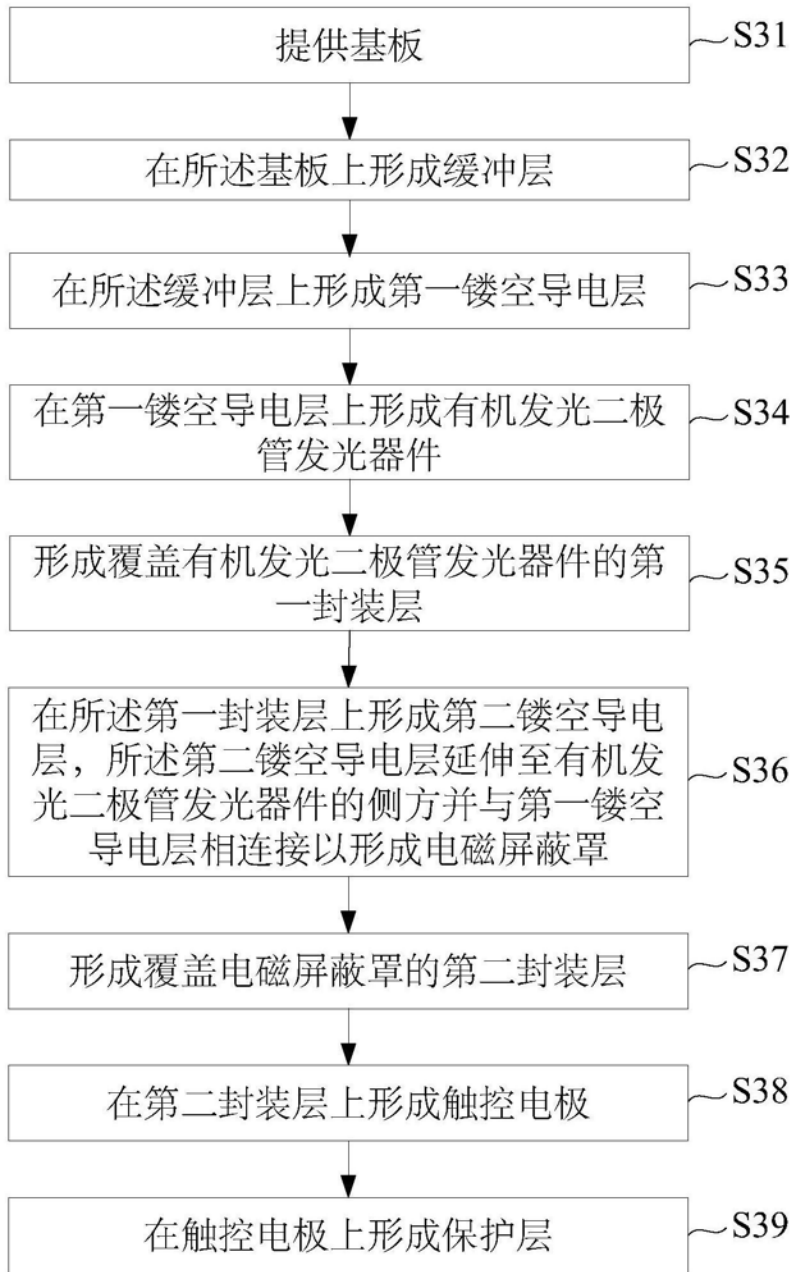 提供基板
S31
在所述基板上形成缓冲层
S32
在所述缓冲层上形成第一镂空导电层
S33
在第一镂空导电层上形成有机发光二极
管发光器件
S34
形成覆盖有机发光二极管发光器件的第
一封装层
S35
在所述第一封装层上形成第二镂空导电
层，所述第二镂空导电层延伸至有机发
光二极管发光器件的侧方并与第一镂空
导电层相连接以形成电磁屏蔽罩
S36
形成覆盖电磁屏蔽罩的第二封装层
S37
在第二封装层上形成触控电极
S38
在触控电极上形成保护层
S39